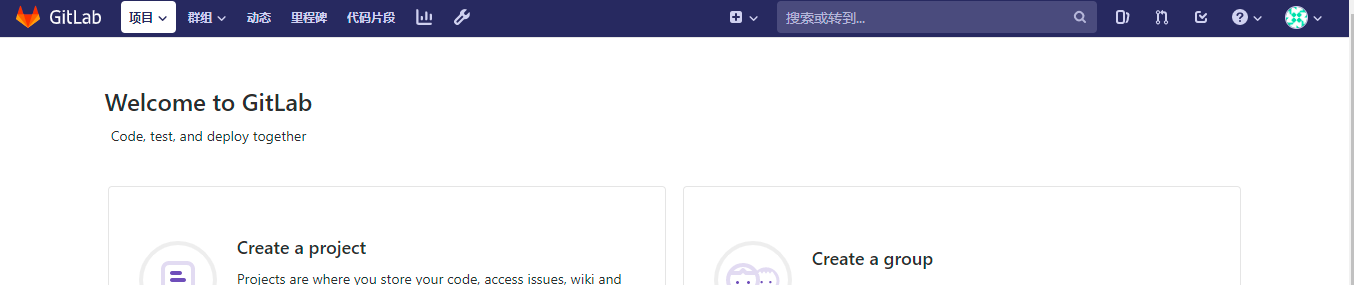 GitLab 项目 群组 动态 里程碑 代码片段 搜索或转到...
Welcome to GitLab
Code, test, and deploy together
Create a project
Create a group
Projects are where you store your code, access issues, wiki and